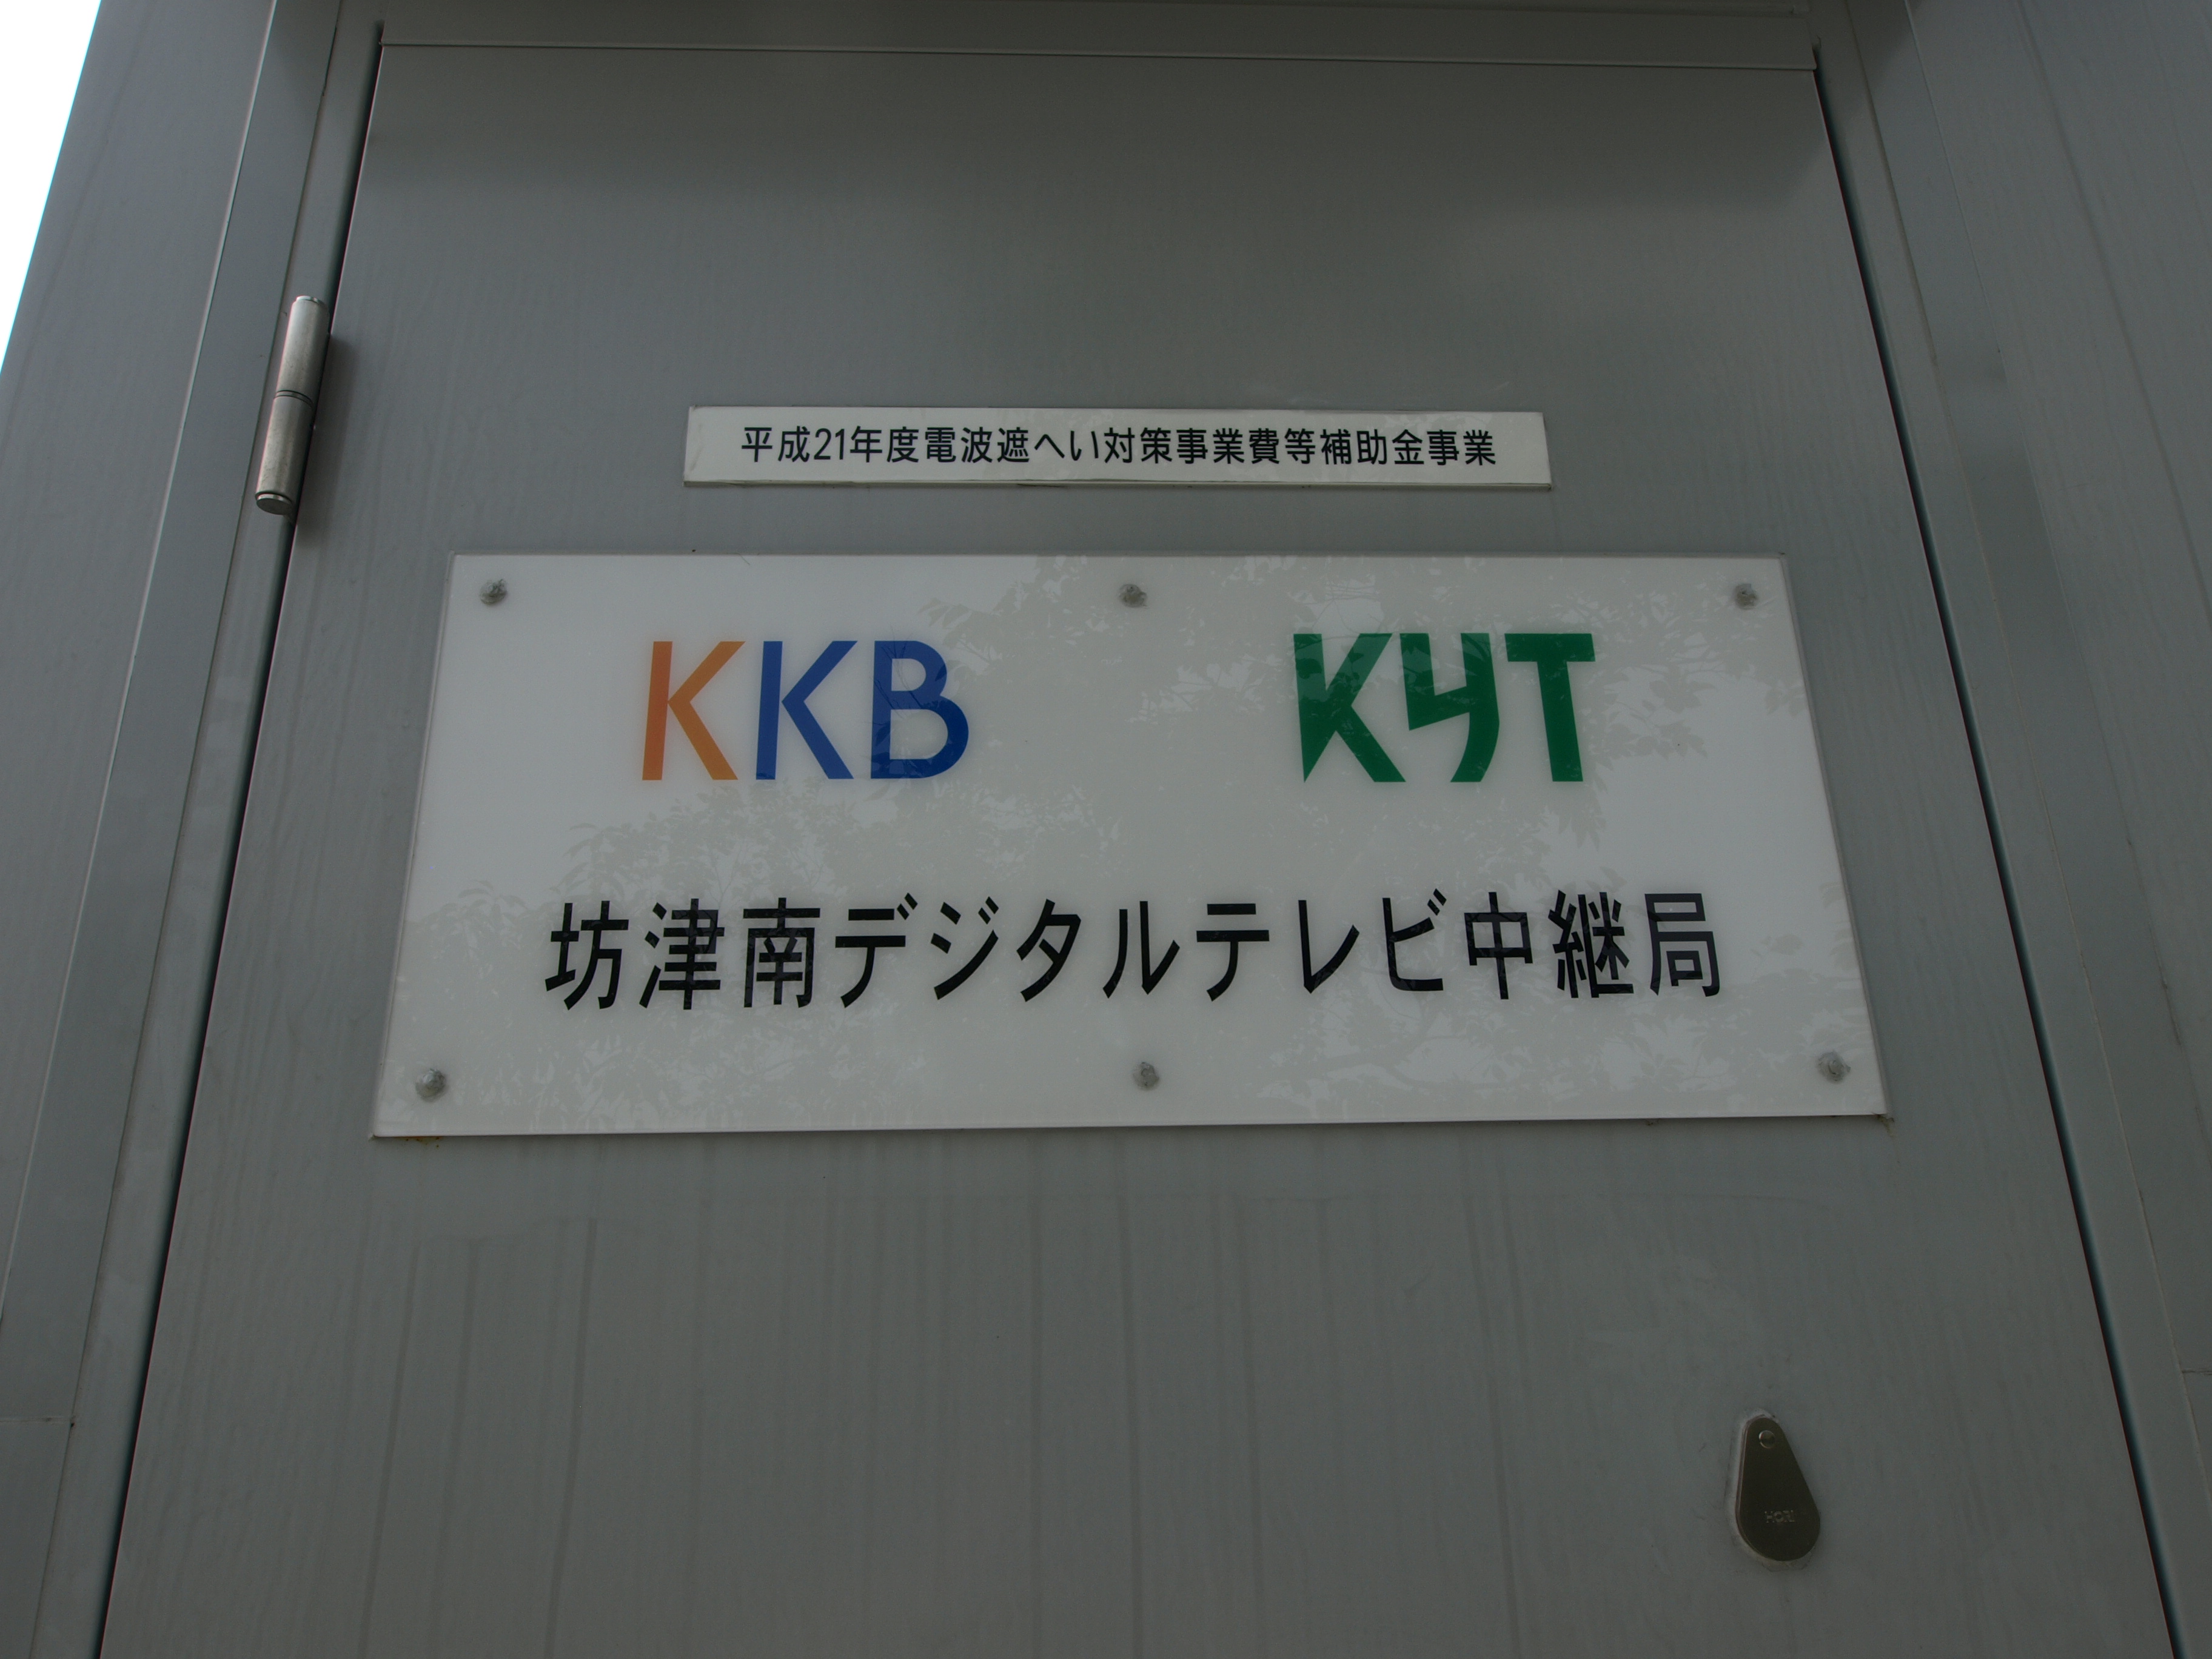 平成21年度電波遮へい対策事業費等補助金事業
KKB KYT
坊津南デジタルテレビ中継局
HORI